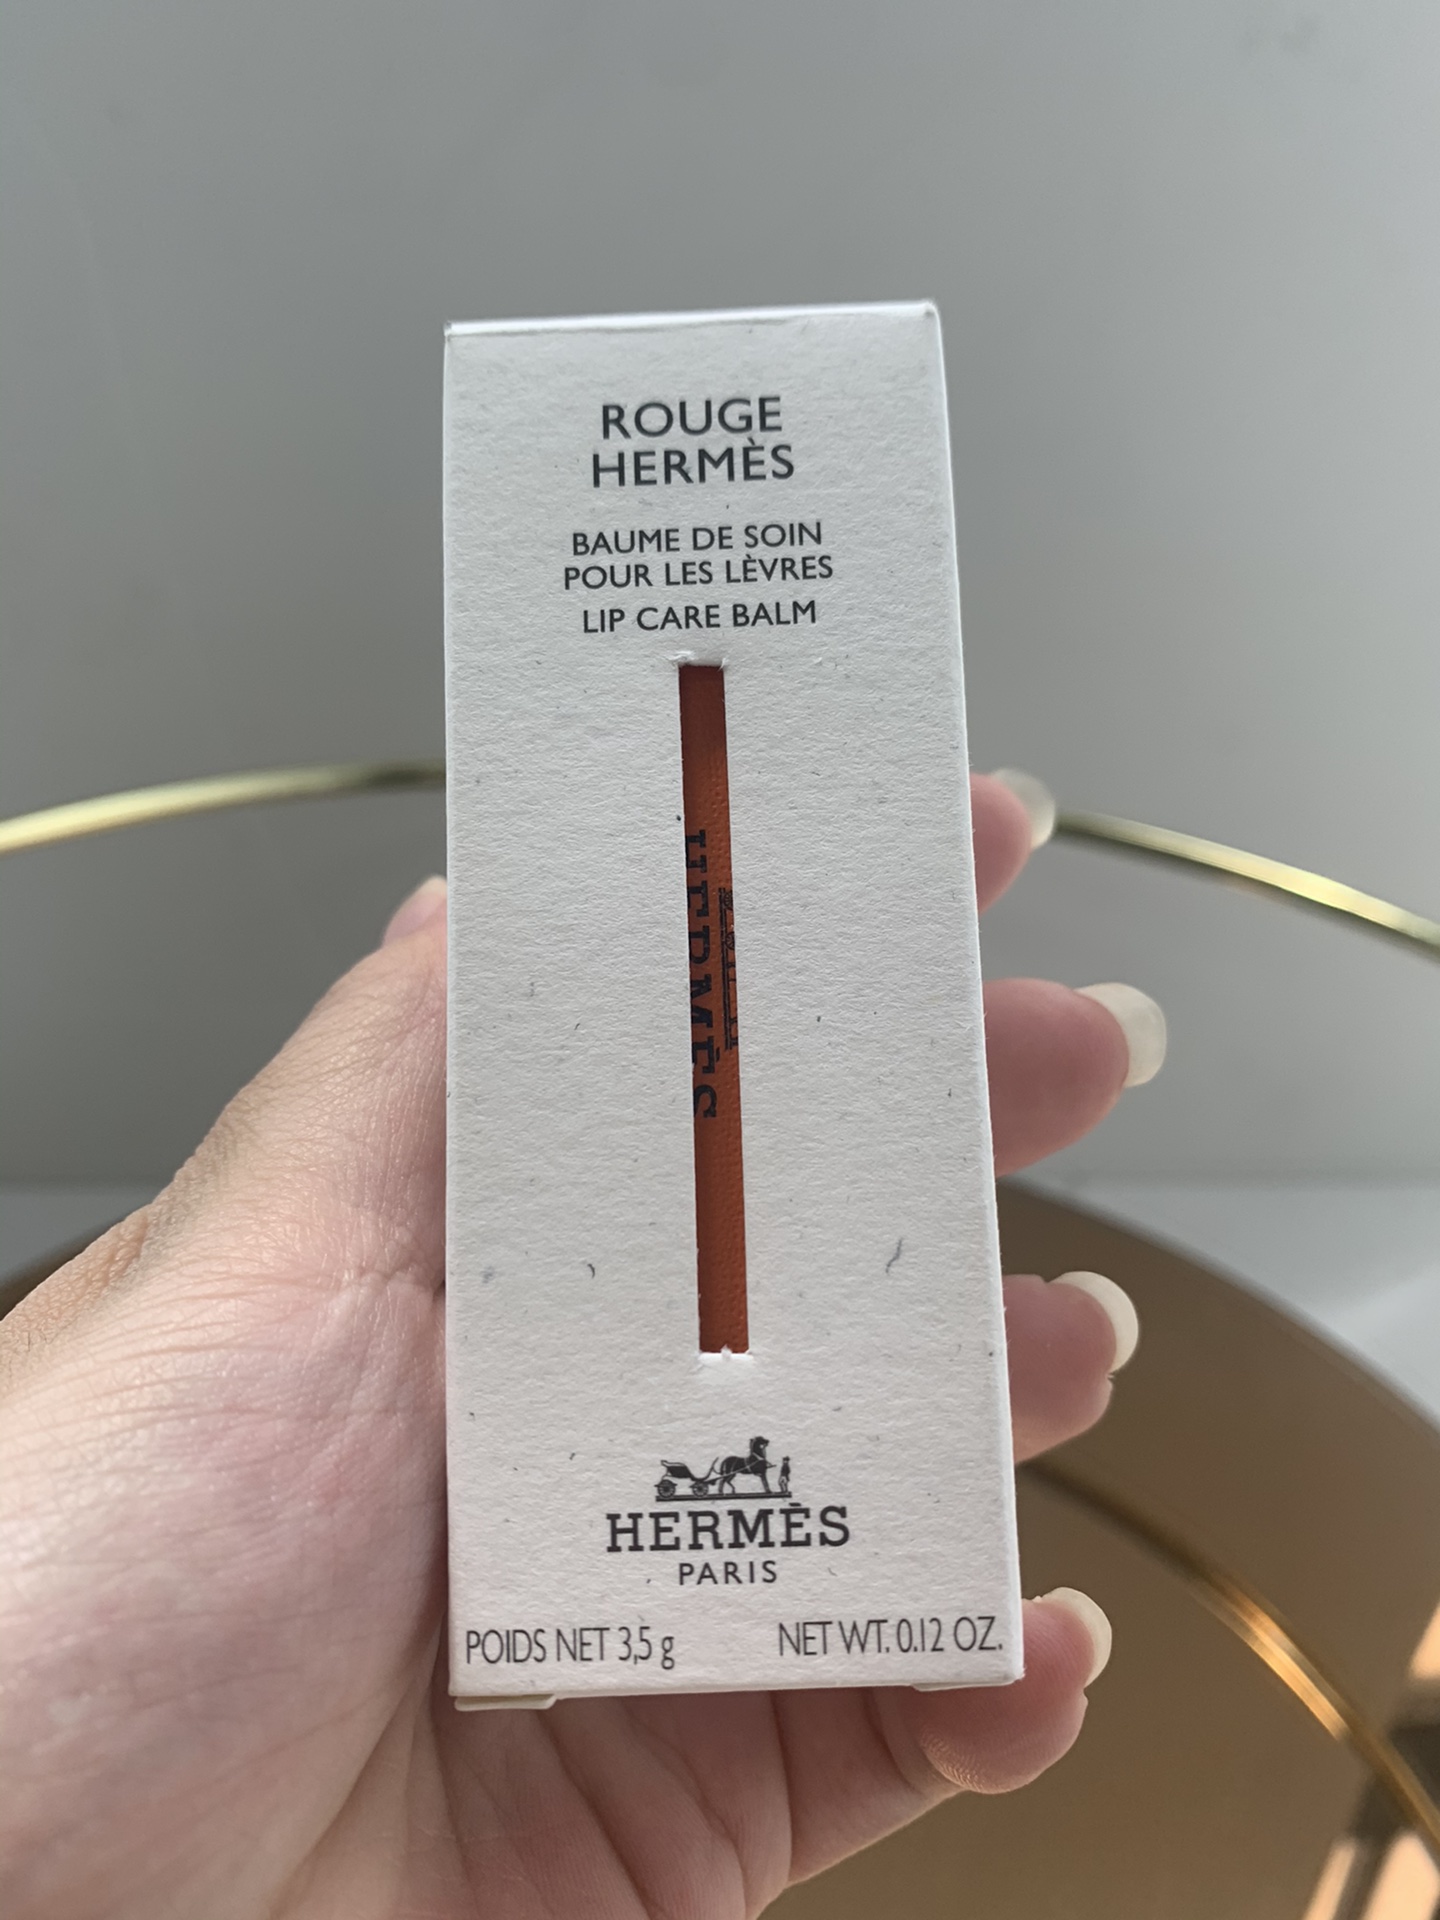 ROUGE
HERMÈS
BAUME DE SOIN
POUR LES LÈVRES
LIP CARE BALM
HERMÈS
HERMÈS
PARIS
POIDS NET 3,5 g NET WT. 0.12 OZ.